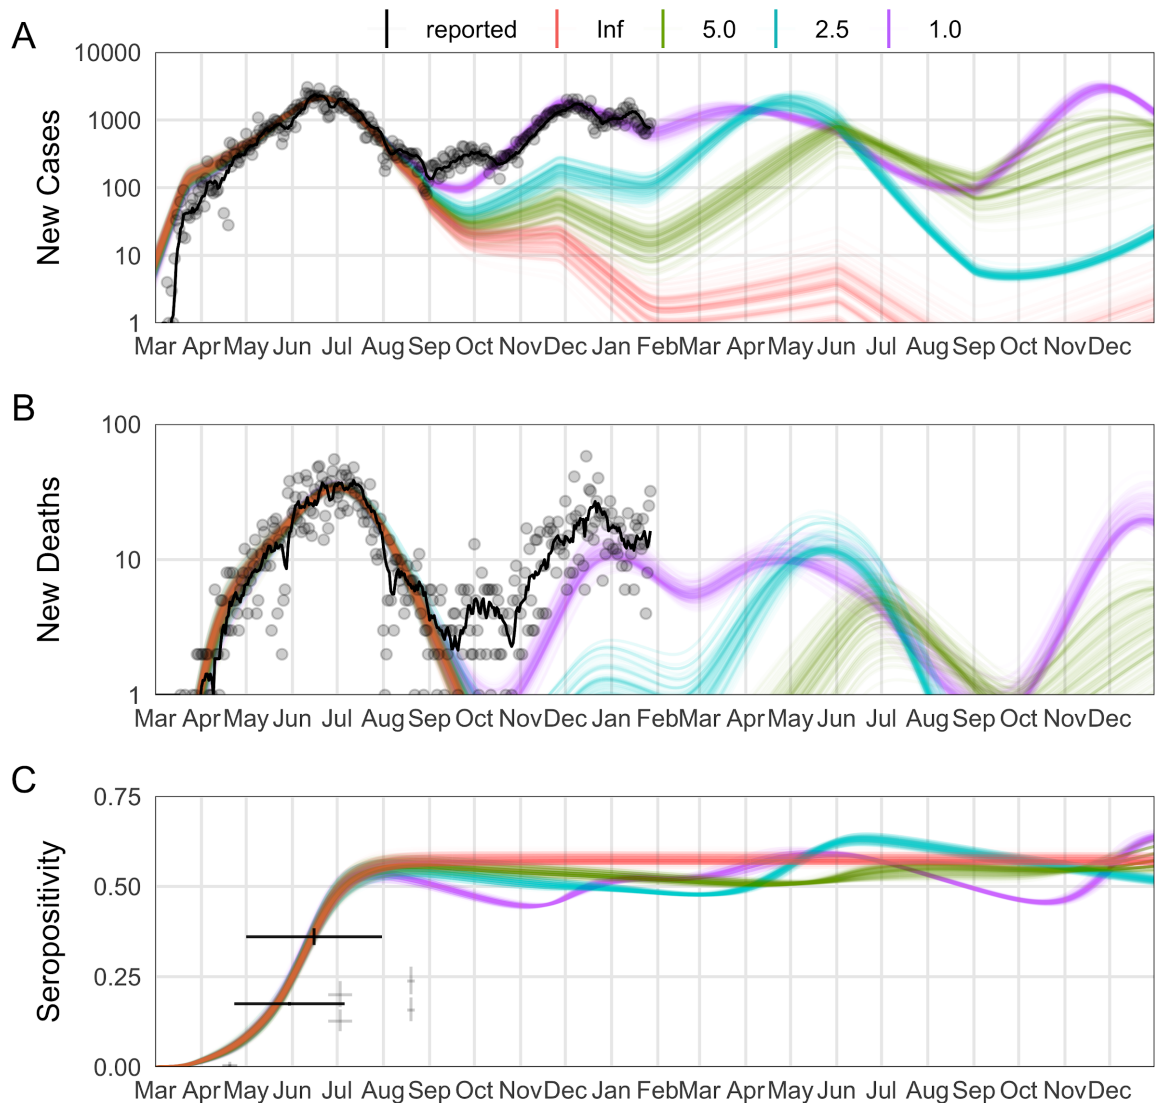 A
reported Inf 5.0 2.5 1.0
10000
1000
100
10
1
New Cases
Mar Apr May Jun Jul Aug Sep Oct Nov Dec Jan Feb Mar Apr May Jun Jul Aug Sep Oct Nov Dec
B
100
10
1
New Deaths
Mar Apr May Jun Jul Aug Sep Oct Nov Dec Jan Feb Mar Apr May Jun Jul Aug Sep Oct Nov Dec
C
0.75
0.50
0.25
0.00
Seropositivity
Mar Apr May Jun Jul Aug Sep Oct Nov Dec Jan Feb Mar Apr May Jun Jul Aug Sep Oct Nov Dec